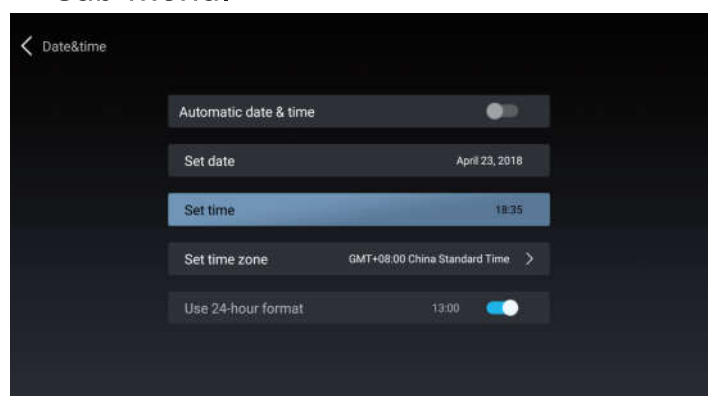 Date&time
Automatic date & time
Set date April 23, 2018
Set time 18:35
Set time zone GMT+08:00 China Standard Time
Use 24-hour format 13:00